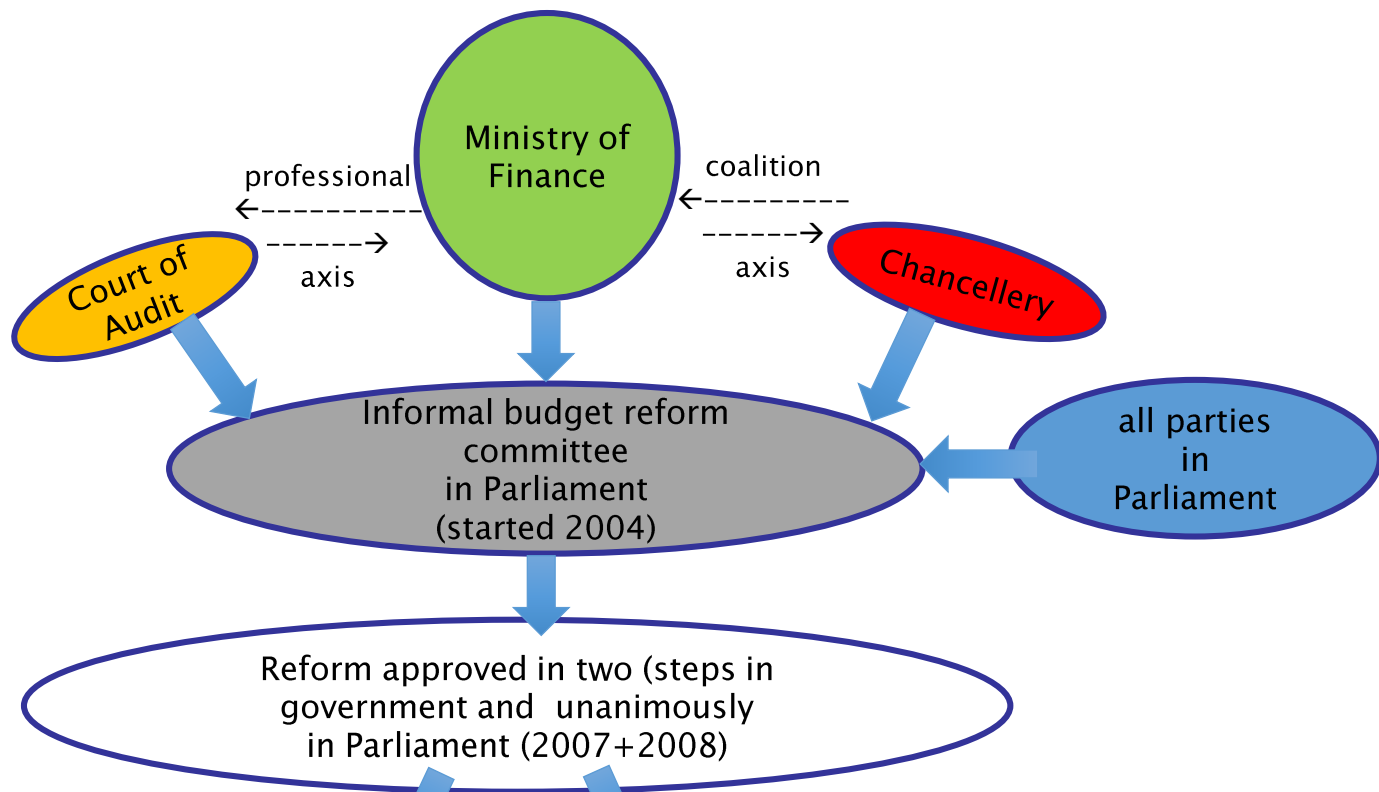 Ministry of
Finance
professional
←----------
------→
axis
coalition
←---------
------→
axis
Court of
Audit
Chancellery
Informal budget reform
committee
in Parliament
(started 2004)
all parties
in
Parliament
Reform approved in two (steps in
government and  unanimously
in Parliament (2007+2008)